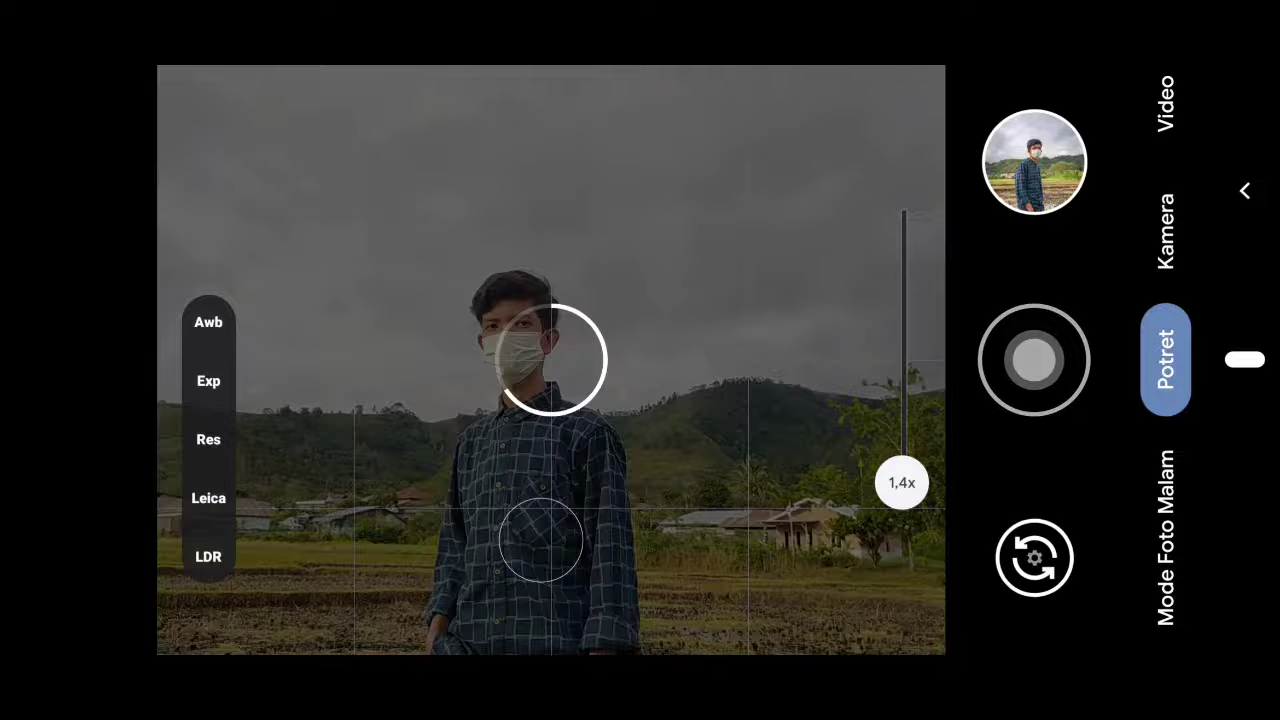 Awb
Exp
Res
Leica
LDR
1,4x
Video
Kamera
Potret
Mode Foto Malam